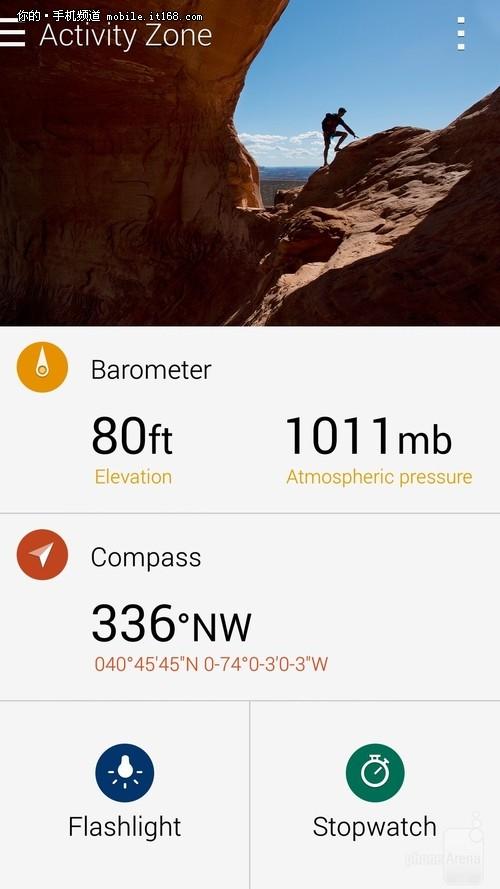 你的·手机频道 mobile.it168.com
Activity Zone
Barometer
80ft 1011mb
Elevation Atmospheric pressure
Compass
336°NW
040°45'45"N 0-74°0-3'0-3"W
Flashlight Stopwatch
phoneArena